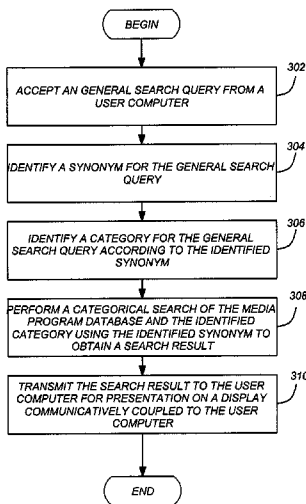 BEGIN
302
ACCEPT AN GENERAL SEARCH QUERY FROM A
USER COMPUTER
304
IDENTIFY A SYNONYM FOR THE GENERAL SEARCH
QUERY
306
IDENTIFY A CATEGORY FOR THE GENERAL
SEARCH QUERY ACCORDING TO THE IDENTIFIED
SYNONYM
308
PERFORM A CATEGORICAL SEARCH OF THE MEDIA
PROGRAM DATABASE AND THE IDENTIFIED
CATEGORY USING THE IDENTIFIED SYNONYM TO
OBTAIN A SEARCH RESULT
310
TRANSMIT THE SEARCH RESULT TO THE USER
COMPUTER FOR PRESENTATION ON A DISPLAY
COMMUNICATIVELY COUPLED TO THE USER
COMPUTER
END